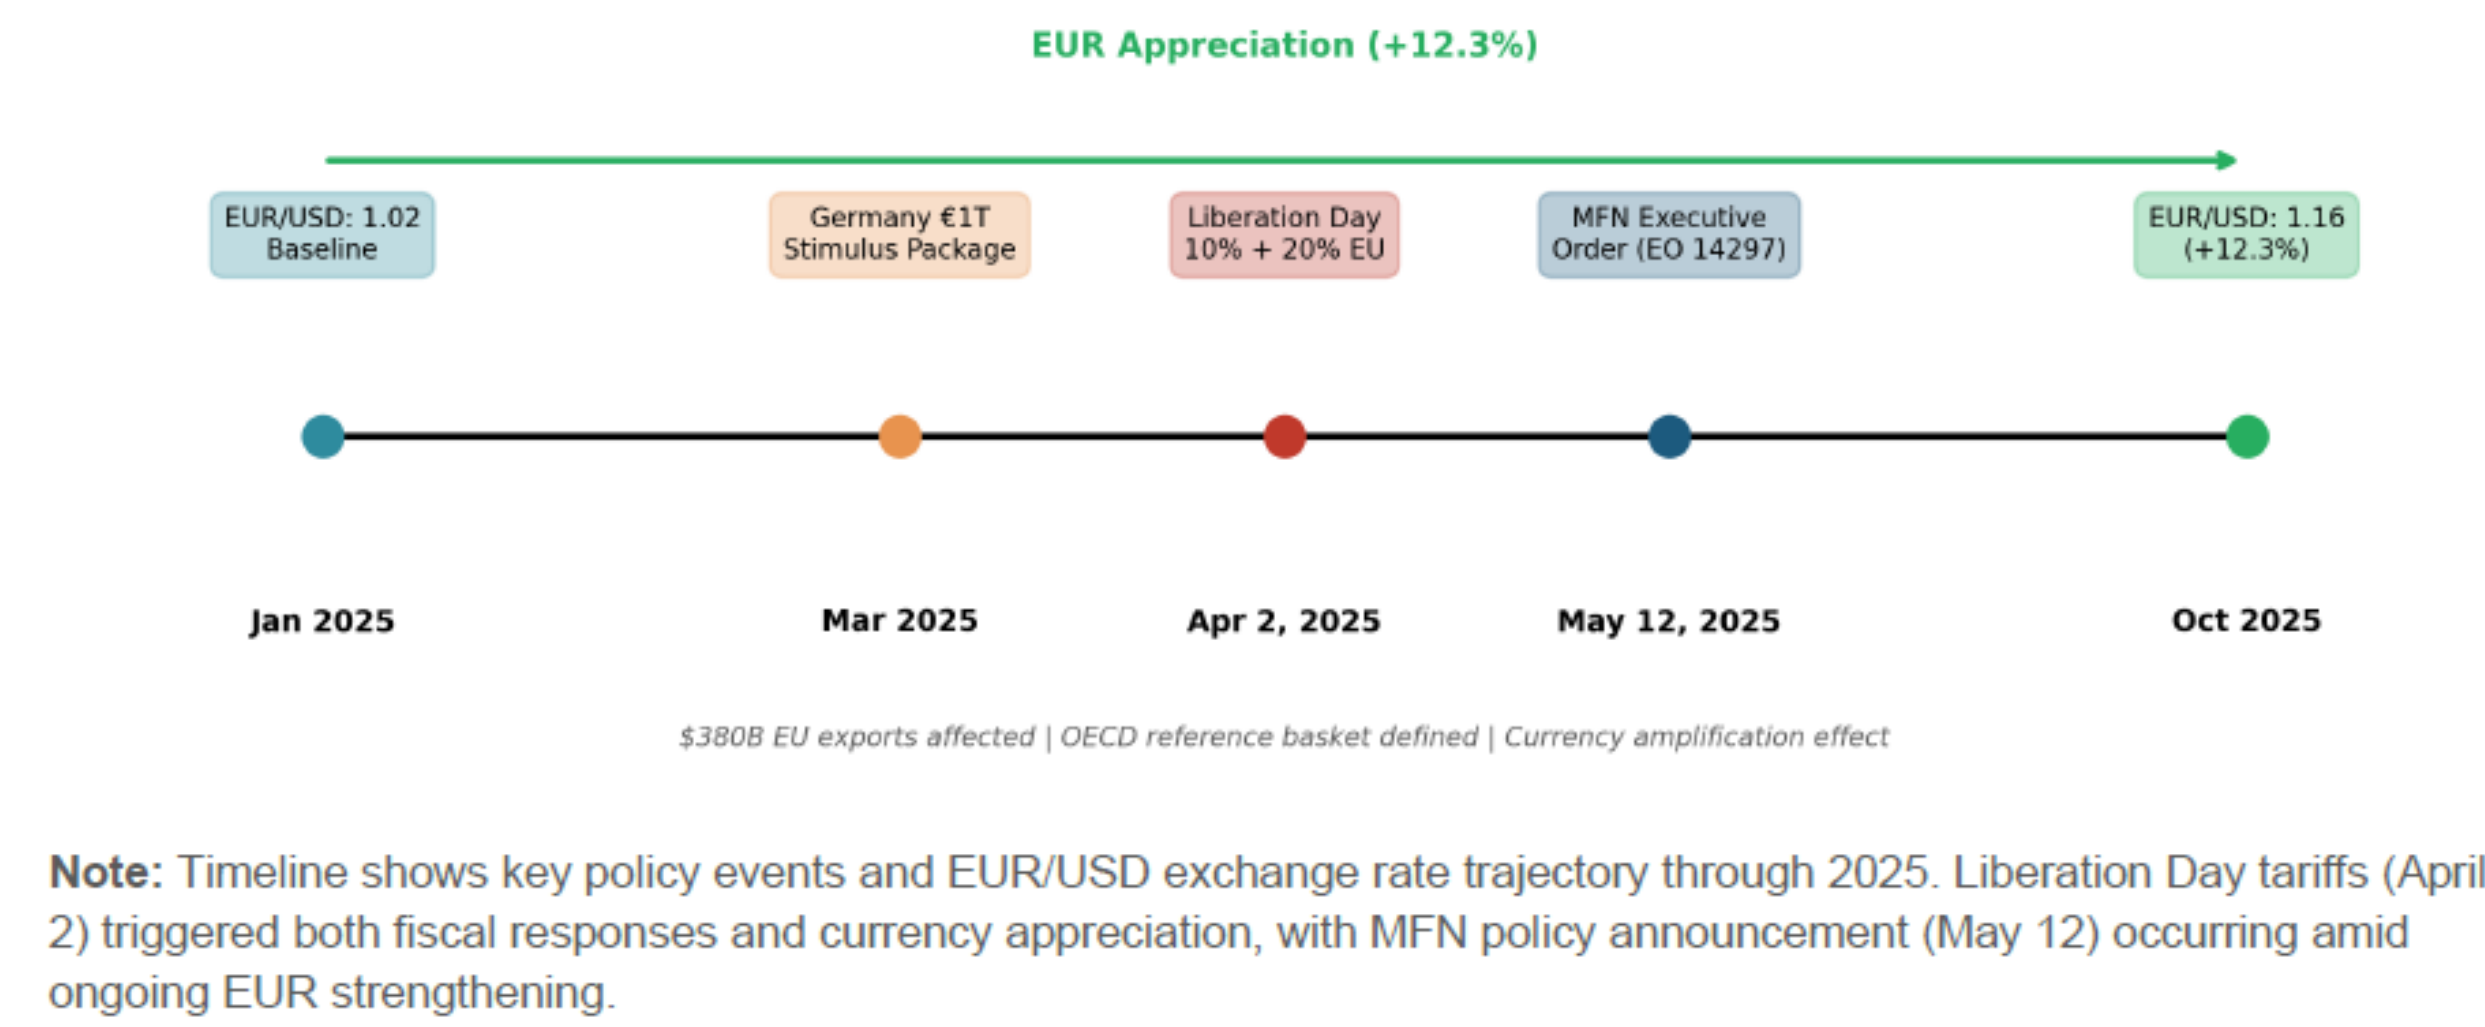 EUR Appreciation (+12.3%)
EUR/USD: 1.02
Baseline
Germany €1T
Stimulus Package
Liberation Day
10% + 20% EU
MFN Executive
Order (EO 14297)
EUR/USD: 1.16
(+12.3%)
Jan 2025
Mar 2025
Apr 2, 2025
May 12, 2025
Oct 2025
$380B EU exports affected | OECD reference basket defined | Currency amplification effect
Note: Timeline shows key policy events and EUR/USD exchange rate trajectory through 2025. Liberation Day tariffs (April
2) triggered both fiscal responses and currency appreciation, with MFN policy announcement (May 12) occurring amid
ongoing EUR strengthening.